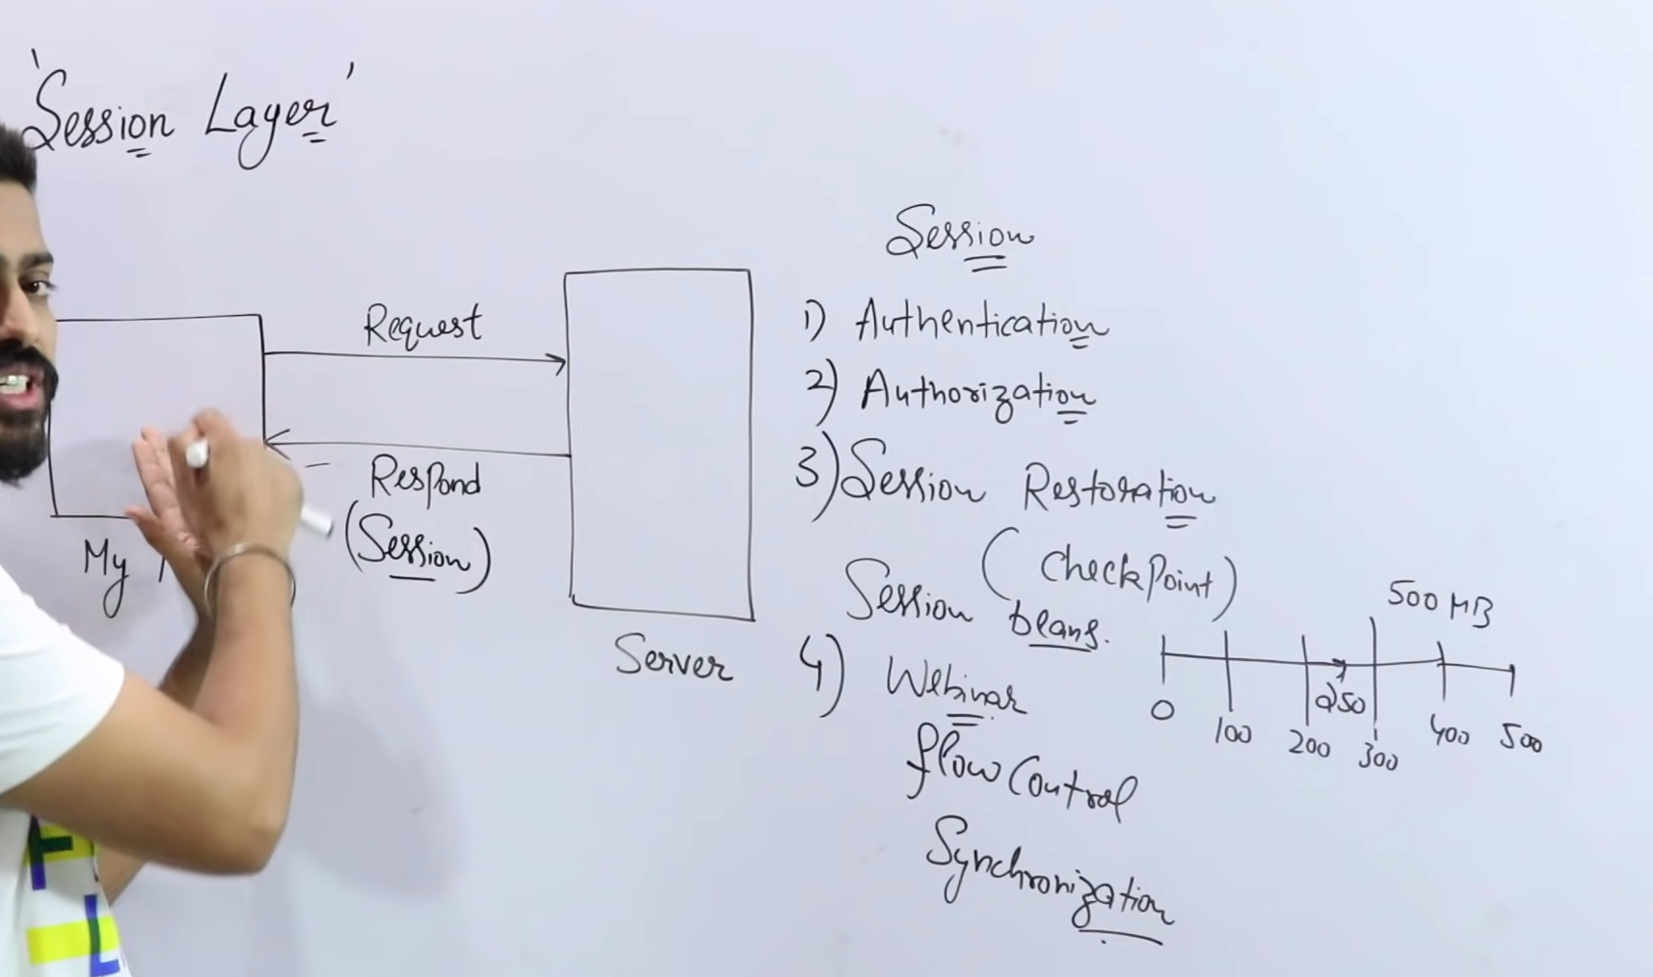 'Session Layer'
Request
Respond
(Session)
My
Server
Session
1) Authentication
2) Authorization
3) Session Restoration
(CheckPoint)
Session beans.
4) Webinar
flow Control
Synchronization
500 MB
250
0 100 200 300 400 500